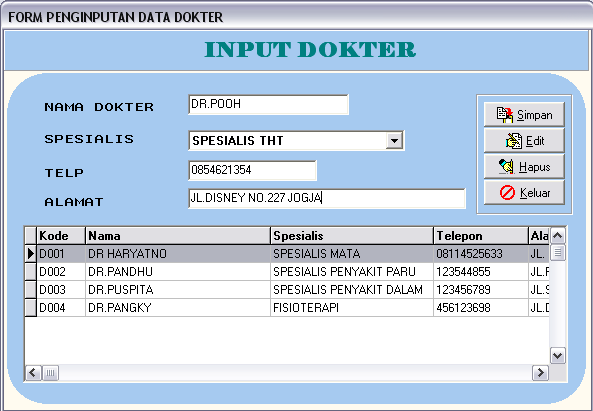 FORM PENGINPUTAN DATA DOKTER
INPUT DOKTER
NAMA DOKTER DR.POOH
SPESIALIS SPESIALIS THT
TELP 0854621354
ALAMAT JL.DISNEY NO.227 JOGJA
Simpan
Edit
Hapus
Keluar
Kode Nama Spesialis Telepon Ala
D001 DR HARYATNO SPESIALIS MATA 08114525633 JL.
D002 DR.PANDHU SPESIALIS PENYAKIT PARU 123544855 JL.F
D003 DR.PUSPITA SPESIALIS PENYAKIT DALAM 123456789 JL.S
D004 DR.PANGKY FISIOTERAPI 456123698 JL.D